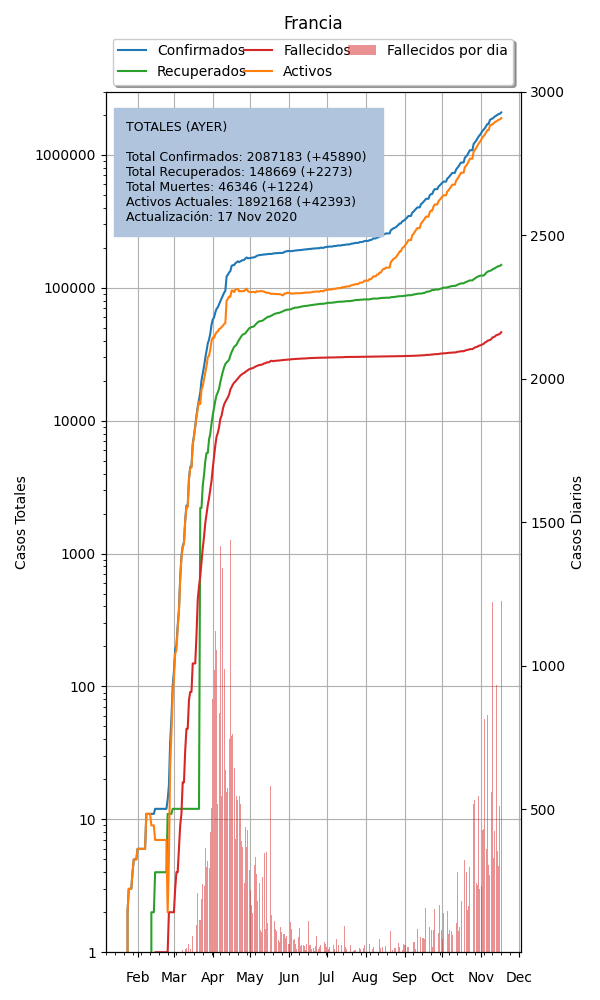 Francia
Confirmados Fallecidos Fallecidos por dia
Recuperados Activos
TOTALES (AYER)
Total Confirmados: 2087183 (+45890)
Total Recuperados: 148669 (+2273)
Total Muertes: 46346 (+1224)
Activos Actuales: 1892168 (+42393)
Actualización: 17 Nov 2020
Casos Totales
1000000
100000
10000
1000
100
10
1
3000
2500
2000
1500
1000
500
Casos Diarios
Feb Mar Apr May Jun Jul Aug Sep Oct Nov Dec